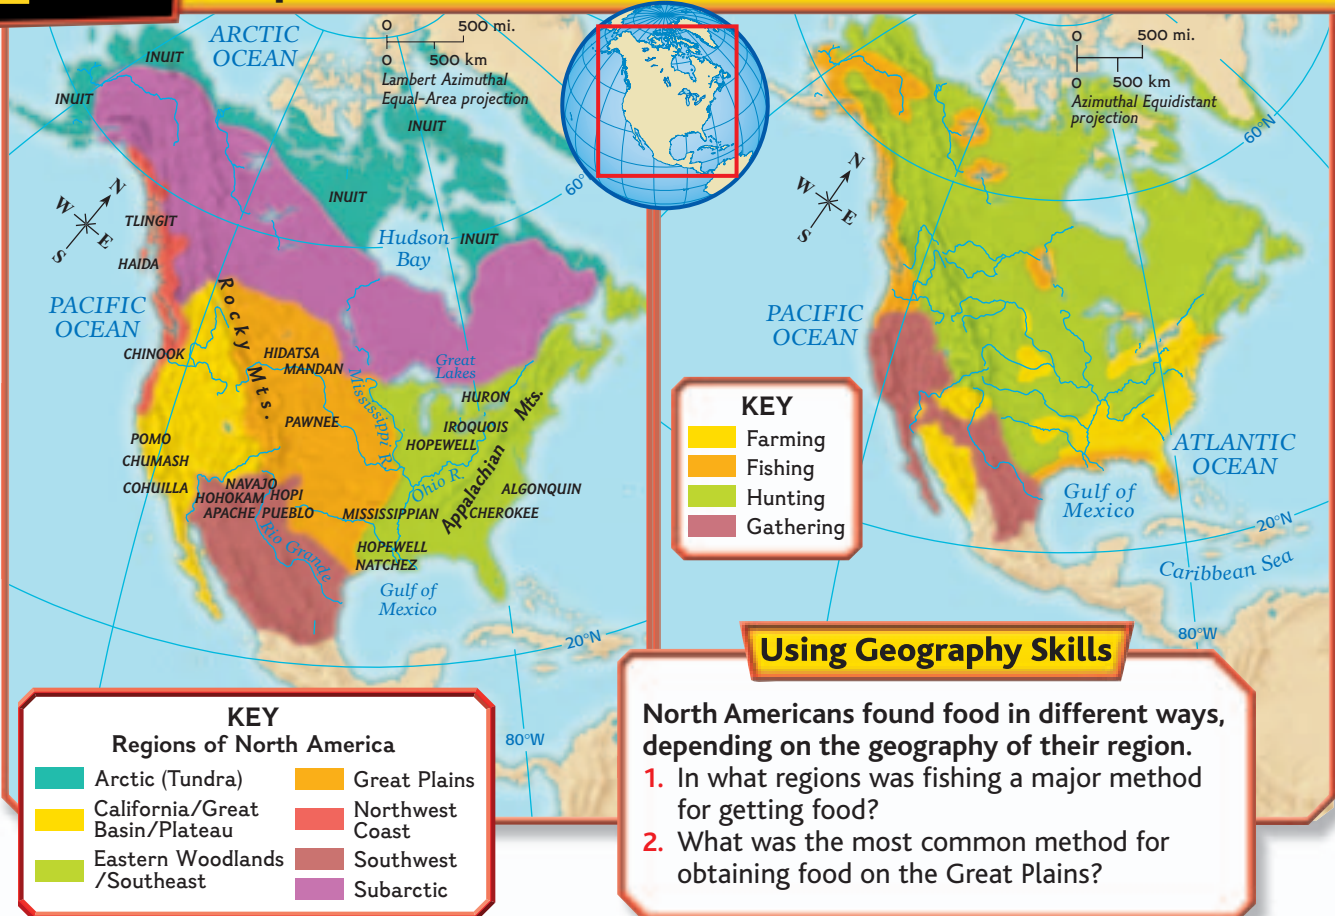 ARCTIC
OCEAN
0 500 mi.
0 500 km
Lambert Azimuthal
Equal-Area projection
INUIT
INUIT
INUIT
INUIT
INUIT
60°
N
W
E
S
TLINGIT
HAIDA
Hudson
Bay
PACIFIC
OCEAN
Rocky Mts.
CHINOOK
HIDATSA
MANDAN
Great
Lakes
Mississippi R.
HURON
PAWNEE
IROQUOIS
HOPEWELL
Appalachian Mts.
POMO
CHUMASH
COHUILLA
NAVAJO
HOHOKAM HOPI
APACHE PUEBLO
Ohio R.
ALGONQUIN
MISSISSIPPIAN
CHEROKEE
Rio Grande
HOPEWELL
NATCHEZ
Gulf of
Mexico
20°N
80°W
KEY
Regions of North America
Arctic (Tundra)
California/Great
Basin/Plateau
Eastern Woodlands
/Southeast
Great Plains
Northwest
Coast
Southwest
Subarctic
0 500 mi.
0 500 km
Azimuthal Equidistant
projection
60°N
N
W
E
S
PACIFIC
OCEAN
KEY
Farming
Fishing
Hunting
Gathering
ATLANTIC
OCEAN
Gulf of
Mexico
20°N
Caribbean Sea
80°W
Using Geography Skills
North Americans found food in different ways,
depending on the geography of their region.
1. In what regions was fishing a major method
for getting food?
2. What was the most common method for
obtaining food on the Great Plains?